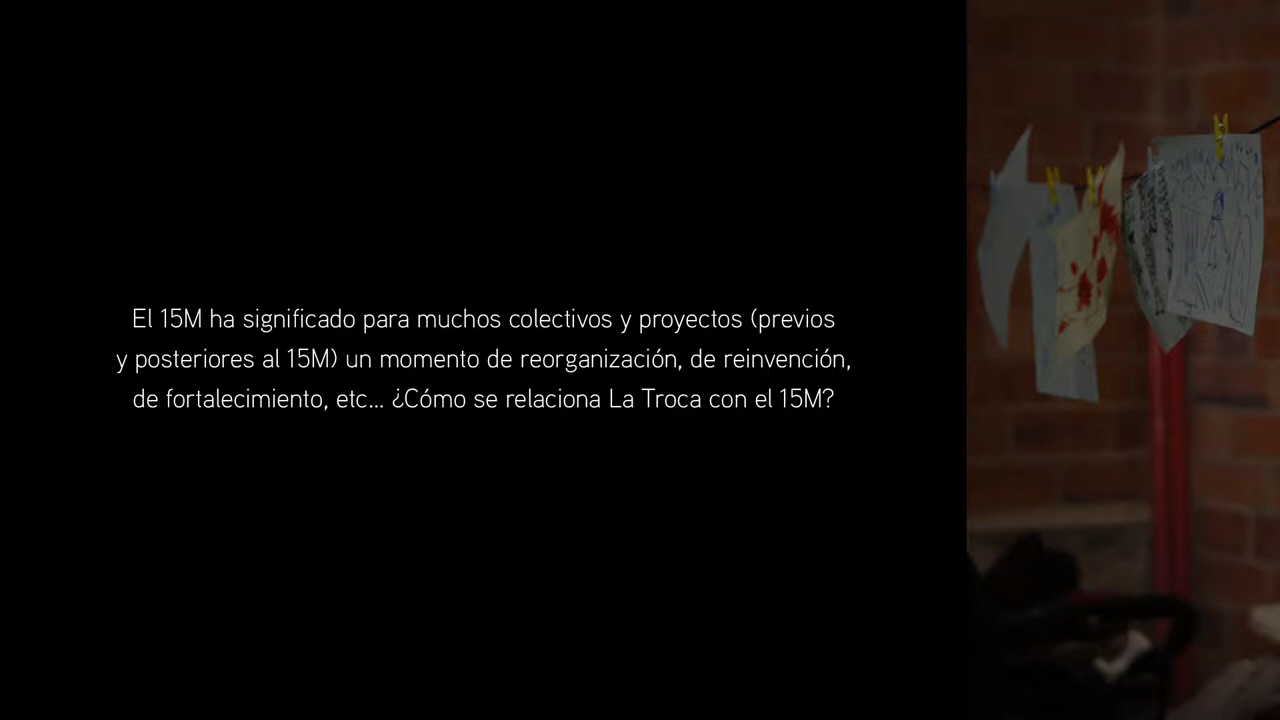 El 15M ha significado para muchos colectivos y proyectos (previos
y posteriores al 15M) un momento de reorganización, de reinvención,
de fortalecimiento, etc... ¿Cómo se relaciona La Troca con el 15M?